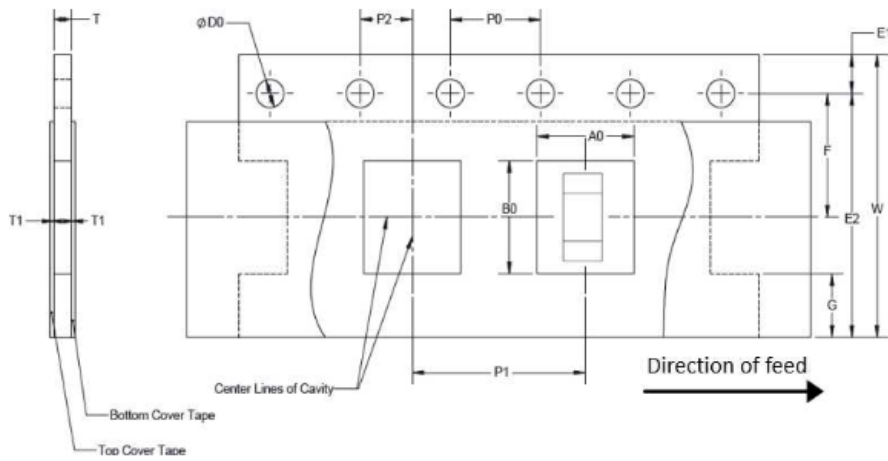 T
P2
P0
E1
ϕD0
A0
F
T1
T1
B0
E2
W
G
P1
Direction of feed
Center Lines of Cavity
Bottom Cover Tape
Top Cover Tape